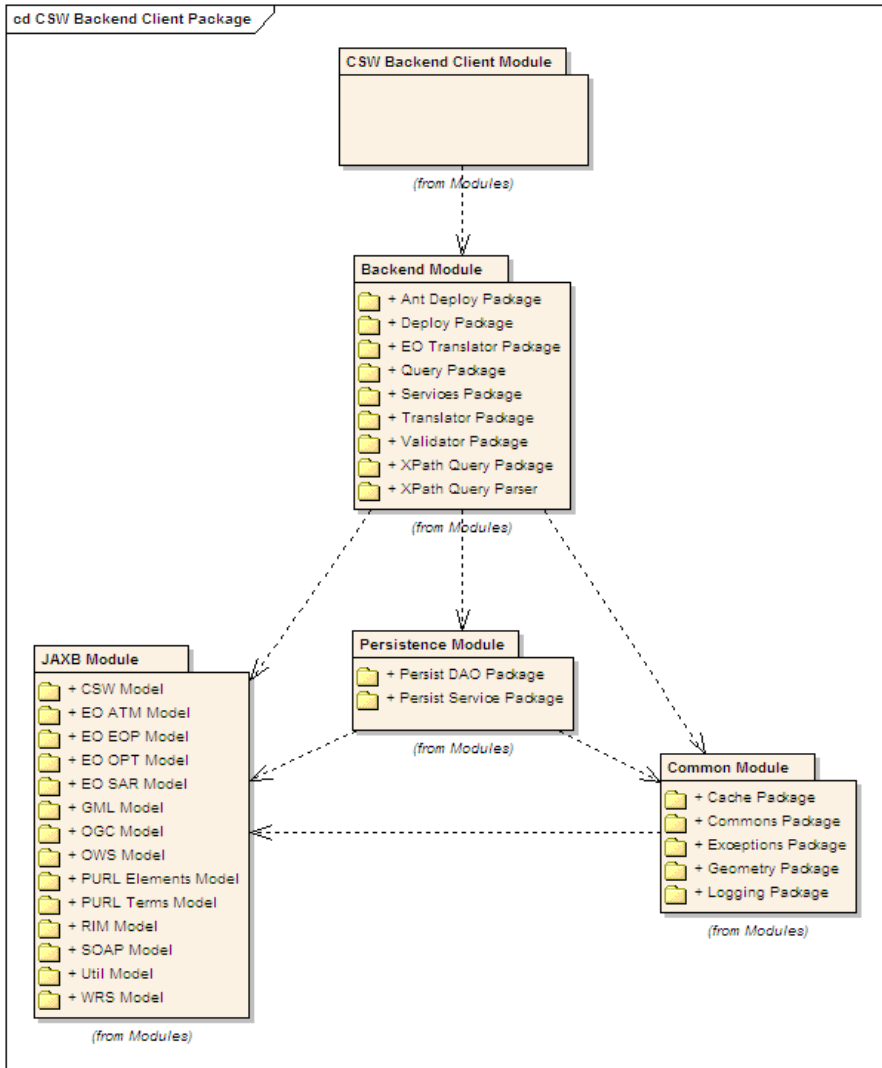 cd CSW Backend Client Package
CSW Backend Client Module
(from Modules)
Backend Module
+ Ant Deploy Package
+ Deploy Package
+ EO Translator Package
+ Query Package
+ Services Package
+ Translator Package
+ Validator Package
+ XPath Query Package
+ XPath Query Parser
(from Modules)
JAXB Module
+ CSW Model
+ EO ATM Model
+ EO EOP Model
+ EO OPT Model
+ EO SAR Model
+ GML Model
+ OGC Model
+ OWS Model
+ PURL Elements Model
+ PURL Terms Model
+ RIM Model
+ SOAP Model
+ Util Model
+ WRS Model
(from Modules)
Persistence Module
+ Persist DAO Package
+ Persist Service Package
(from Modules)
Common Module
+ Cache Package
+ Commons Package
+ Exceptions Package
+ Geometry Package
+ Logging Package
(from Modules)